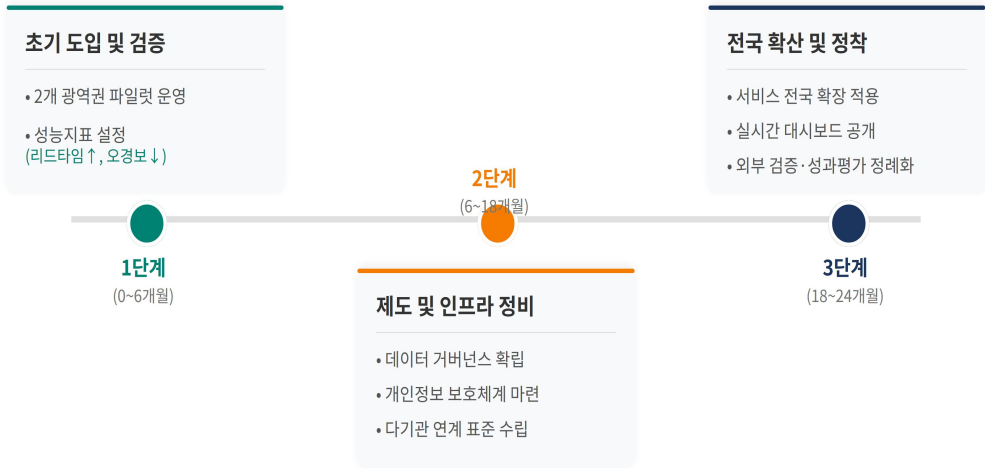 초기 도입 및 검증
• 2개 광역권 파일럿 운영
• 성능지표 설정
(리드타임↑, 오경보↓)
1단계
(0~6개월)
2단계
(6~18개월)
제도 및 인프라 정비
• 데이터 거버넌스 확립
• 개인정보 보호체계 마련
• 다기관 연계 표준 수립
전국 확산 및 정착
• 서비스 전국 확장 적용
• 실시간 대시보드 공개
• 외부 검증·성과평가 정례화
3단계
(18~24개월)